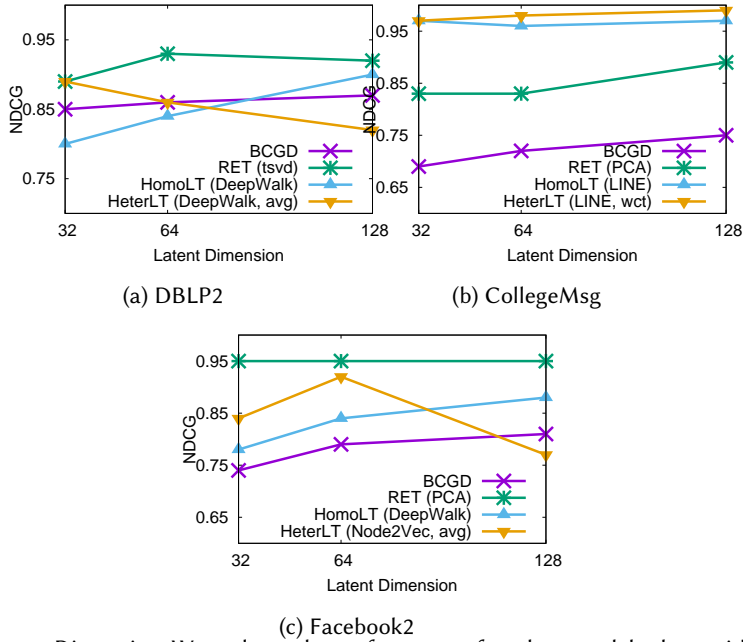 0.95
0.85
0.75
NDCG
BCGD
RET (tsvd)
HomoLT (DeepWalk)
HeterLT (DeepWalk, avg)
32
64
128
Latent Dimension
(a) DBLP2
0.95
0.85
0.75
0.65
NDCG
BCGD
RET (PCA)
HomoLT (LINE)
HeterLT (LINE, wct)
32
64
128
Latent Dimension
(b) CollegeMsg
0.95
0.85
0.75
0.65
NDCG
BCGD
RET (PCA)
HomoLT (DeepWalk)
HeterLT (Node2Vec, avg)
32
64
128
Latent Dimension
(c) Facebook2